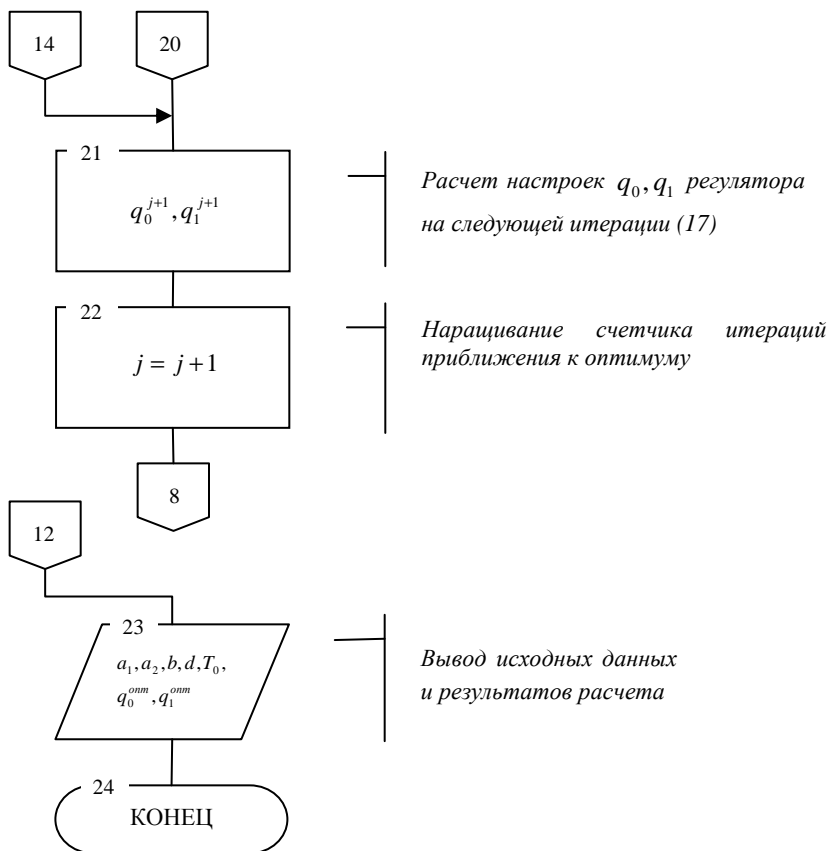 14
20
21
q_0^{j+1}, q_1^{j+1}
Расчет настроек q_0, q_1 регулятора
на следующей итерации (17)
22
j = j + 1
Наращивание счетчика итераций
приближения к оптимуму
8
12
23
a_1, a_2, b, d, T_0,
q_0^{опт}, q_1^{опт}
Вывод исходных данных
и результатов расчета
24
КОНЕЦ